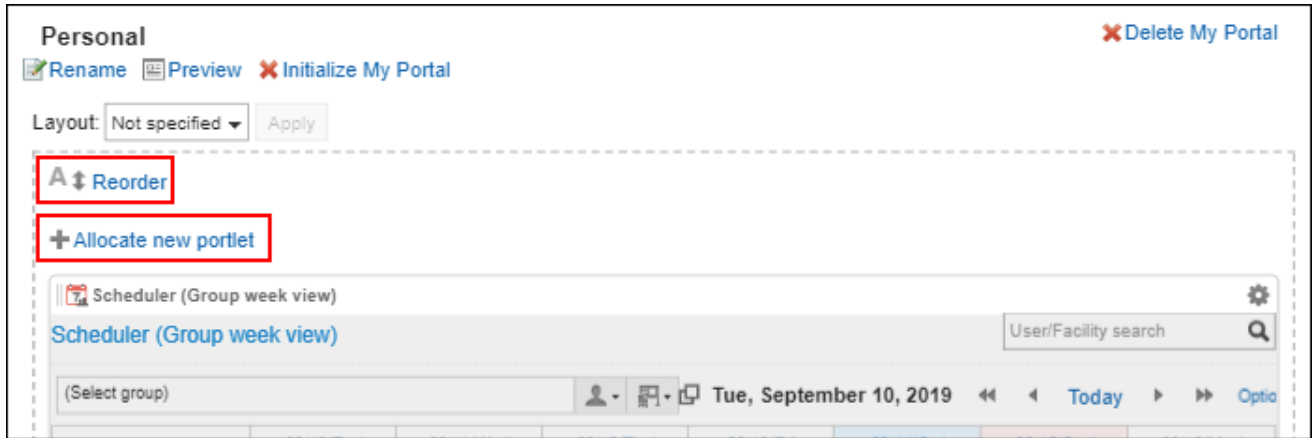 Personal
Delete My Portal
Rename Preview Initialize My Portal
Layout: Not specified Apply
A Reorder
Allocate new portlet
Scheduler (Group week view)
Scheduler (Group week view)
User/Facility search
(Select group)
Tue, September 10, 2019 Today Optio